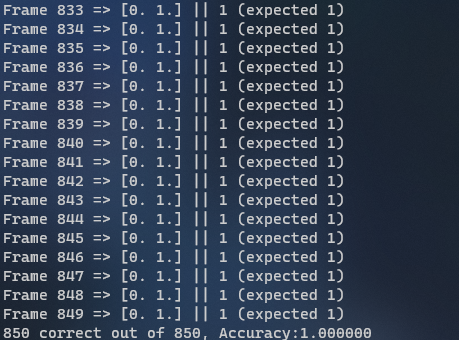 Frame 833 => [0. 1.] || 1 (expected 1)
Frame 834 => [0. 1.] || 1 (expected 1)
Frame 835 => [0. 1.] || 1 (expected 1)
Frame 836 => [0. 1.] || 1 (expected 1)
Frame 837 => [0. 1.] || 1 (expected 1)
Frame 838 => [0. 1.] || 1 (expected 1)
Frame 839 => [0. 1.] || 1 (expected 1)
Frame 840 => [0. 1.] || 1 (expected 1)
Frame 841 => [0. 1.] || 1 (expected 1)
Frame 842 => [0. 1.] || 1 (expected 1)
Frame 843 => [0. 1.] || 1 (expected 1)
Frame 844 => [0. 1.] || 1 (expected 1)
Frame 845 => [0. 1.] || 1 (expected 1)
Frame 846 => [0. 1.] || 1 (expected 1)
Frame 847 => [0. 1.] || 1 (expected 1)
Frame 848 => [0. 1.] || 1 (expected 1)
Frame 849 => [0. 1.] || 1 (expected 1)
850 correct out of 850, Accuracy:1.000000